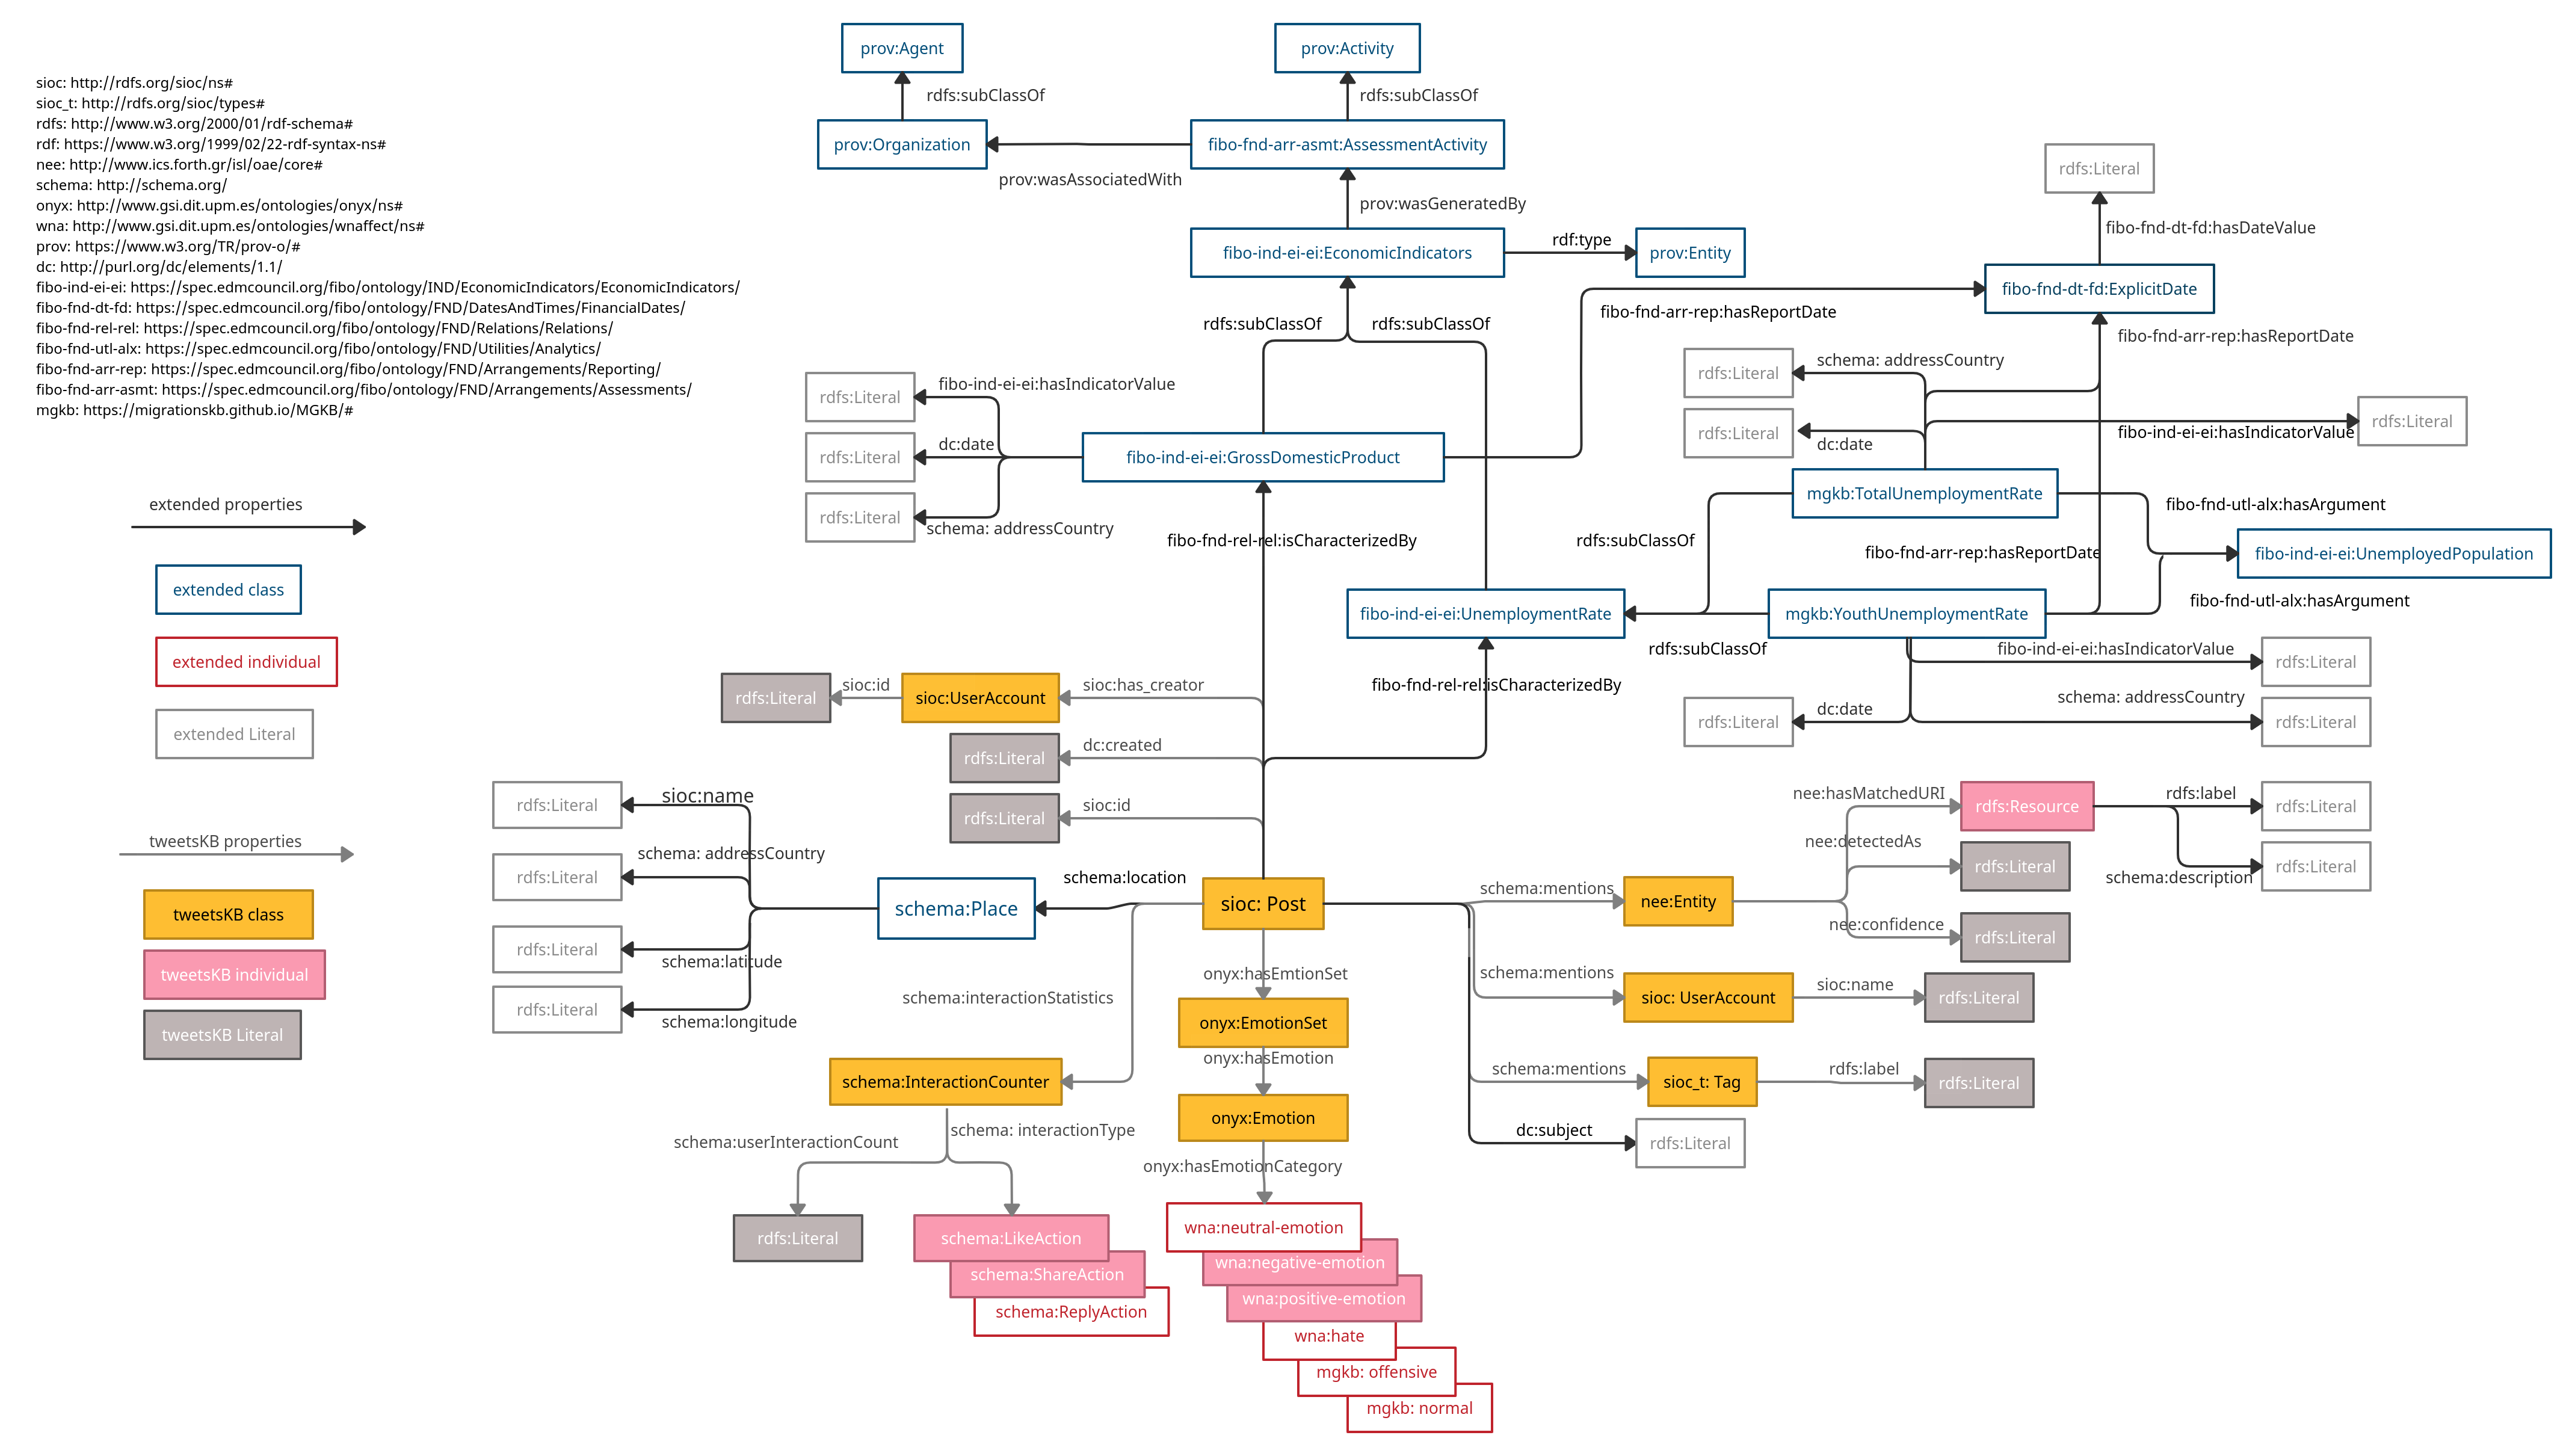 prov:Agent
prov:Activity
sioc: http://rdfs.org/sioc/ns#
sioc_t: http://rdfs.org/sioc/types#
rdfs: http://www.w3.org/2000/01/rdf-schema#
rdf: https://www.w3.org/1999/02/22-rdf-syntax-ns#
nee: http://www.ics.forth.gr/isl/oae/core#
schema: http://schema.org/
onyx: http://www.gsi.dit.upm.es/ontologies/onyx/ns#
wna: http://www.gsi.dit.upm.es/ontologies/wnaffect/ns#
prov: https://www.w3.org/TR/prov-o/#
dc: http://purl.org/dc/elements/1.1/
fibo-ind-ei-ei: https://spec.edmcouncil.org/fibo/ontology/IND/EconomicIndicators/EconomicIndicators/
fibo-fnd-dt-fd: https://spec.edmcouncil.org/fibo/ontology/FND/DatesAndTimes/FinancialDates/
fibo-fnd-rel-rel: https://spec.edmcouncil.org/fibo/ontology/FND/Relations/Relations/
fibo-fnd-utl-alx: https://spec.edmcouncil.org/fibo/ontology/FND/Utilities/Analytics/
fibo-fnd-arr-rep: https://spec.edmcouncil.org/fibo/ontology/FND/Arrangements/Reporting/
fibo-fnd-arr-asmt: https://spec.edmcouncil.org/fibo/ontology/FND/Arrangements/Assessments/
mgkb: https://migrationskb.github.io/MGKB/#
rdfs:subClassOf
rdfs:subClassOf
prov:Organization
fibo-fnd-arr-asmt:AssessmentActivity
prov:wasAssociatedWith
prov:wasGeneratedBy
fibo-ind-ei-ei:EconomicIndicators
rdf:type
prov:Entity
rdfs:Literal
fibo-fnd-dt-fd:hasDateValue
fibo-fnd-dt-fd:ExplicitDate
fibo-fnd-arr-rep:hasReportDate
fibo-fnd-arr-rep:hasReportDate
rdfs:subClassOf
rdfs:subClassOf
rdfs:Literal
fibo-ind-ei-ei:hasIndicatorValue
rdfs:Literal
dc:date
rdfs:Literal
schema: addressCountry
fibo-ind-ei-ei:GrossDomesticProduct
rdfs:Literal
schema: addressCountry
rdfs:Literal
dc:date
rdfs:Literal
fibo-ind-ei-ei:hasIndicatorValue
mgkb:TotalUnemploymentRate
fibo-fnd-utl-alx:hasArgument
extended properties
extended class
extended individual
extended Literal
fibo-fnd-rel-rel:isCharacterizedBy
rdfs:subClassOf
fibo-fnd-arr-rep:hasReportDate
fibo-ind-ei-ei:UnemployedPopulation
fibo-fnd-utl-alx:hasArgument
fibo-ind-ei-ei:UnemploymentRate
mgkb:YouthUnemploymentRate
rdfs:subClassOf
fibo-ind-ei-ei:hasIndicatorValue
rdfs:Literal
schema: addressCountry
rdfs:Literal
dc:date
rdfs:Literal
rdfs:Literal
sioc:id
sioc:UserAccount
sioc:has_creator
fibo-fnd-rel-rel:isCharacterizedBy
rdfs:Literal
dc:created
rdfs:Literal
sioc:id
rdfs:Literal
sioc:name
rdfs:Literal
schema: addressCountry
rdfs:Literal
schema:latitude
rdfs:Literal
schema:longitude
schema:Place
schema:location
sioc: Post
tweetsKB properties
tweetsKB class
tweetsKB individual
tweetsKB Literal
nee:hasMatchedURI
rdfs:Resource
rdfs:label
rdfs:Literal
nee:detectedAs
rdfs:Literal
schema:description
rdfs:Literal
schema:mentions
nee:Entity
nee:confidence
rdfs:Literal
schema:mentions
sioc: UserAccount
sioc:name
rdfs:Literal
schema:mentions
sioc_t: Tag
rdfs:label
rdfs:Literal
dc:subject
rdfs:Literal
schema:interactionStatistics
onyx:hasEmtionSet
onyx:EmotionSet
onyx:hasEmotion
onyx:Emotion
onyx:hasEmotionCategory
schema:InteractionCounter
schema:userInteractionCount
schema: interactionType
rdfs:Literal
schema:LikeAction
schema:ShareAction
schema:ReplyAction
wna:neutral-emotion
wna:negative-emotion
wna:positive-emotion
wna:hate
mgkb: offensive
mgkb: normal